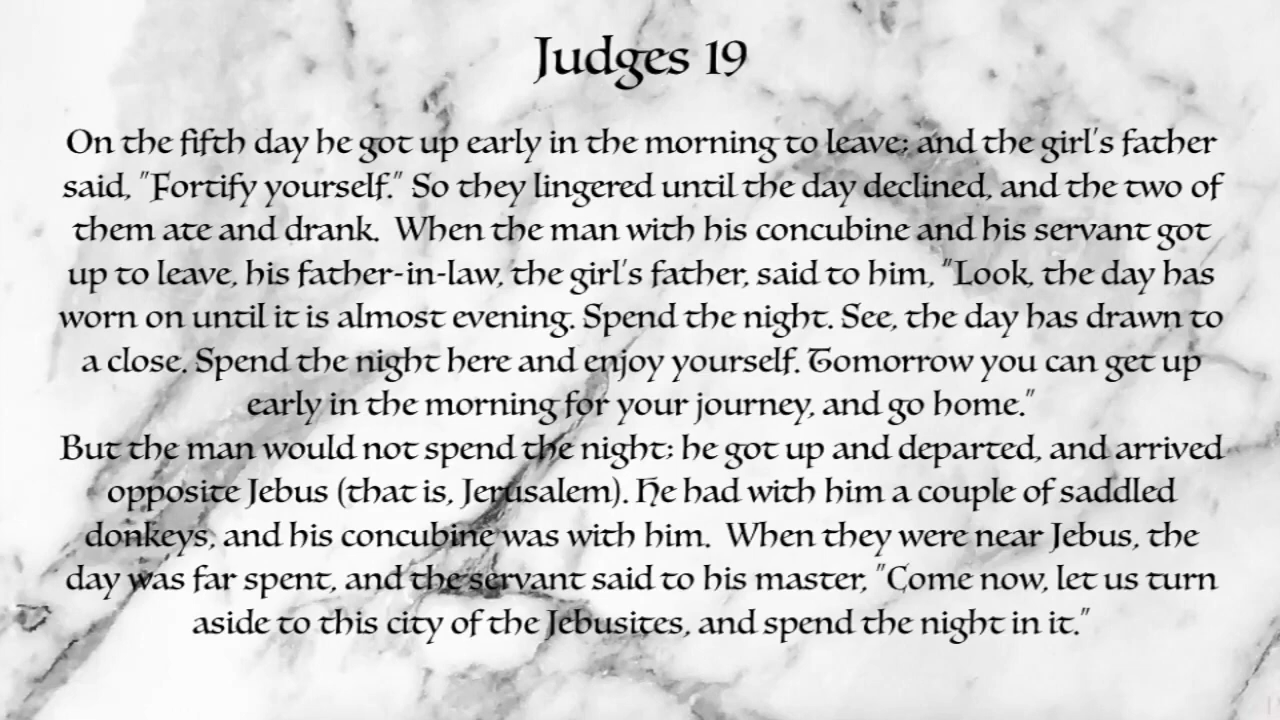 Judges 19
On the fifth day he got up early in the morning to leave; and the girl's father
said, "Fortify yourself." So they lingered until the day declined, and the two of
them ate and drank. When the man with his concubine and his servant got
up to leave, his father-in-law, the girl's father, said to him, "Look, the day has
worn on until it is almost evening. Spend the night. See, the day has drawn to
a close. Spend the night here and enjoy yourself. Tomorrow you can get up
early in the morning for your journey, and go home."
But the man would not spend the night; he got up and departed, and arrived
opposite Jebus (that is, Jerusalem). He had with him a couple of saddled
donkeys, and his concubine was with him. When they were near Jebus, the
day was far spent, and the servant said to his master, "Come now, let us turn
aside to this city of the Jebusites, and spend the night in it."